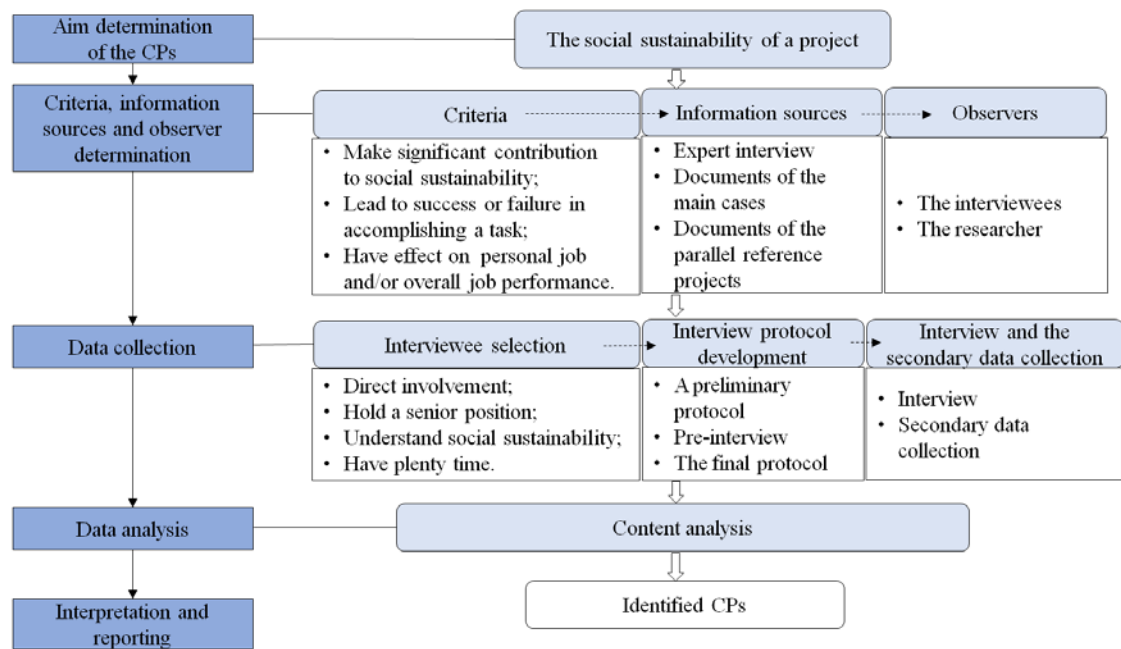 Aim determination
of the CPs
The social sustainability of a project
Criteria, information
sources and observer
determination
Criteria
Information sources
Observers
• Make significant contribution
to social sustainability;
• Lead to success or failure in
accomplishing a task;
• Have effect on personal job
and/or overall job performance.
• Expert interview
• Documents of the
main cases
• Documents of the
parallel reference
projects
• The interviewees
• The researcher
Data collection
Interviewee selection
Interview protocol
development
Interview and the
secondary data collection
• Direct involvement;
• Hold a senior position;
• Understand social sustainability;
• Have plenty time.
• A preliminary
protocol
• Pre-interview
• The final protocol
• Interview
• Secondary data
collection
Data analysis
Content analysis
Interpretation and
reporting
Identified CPs